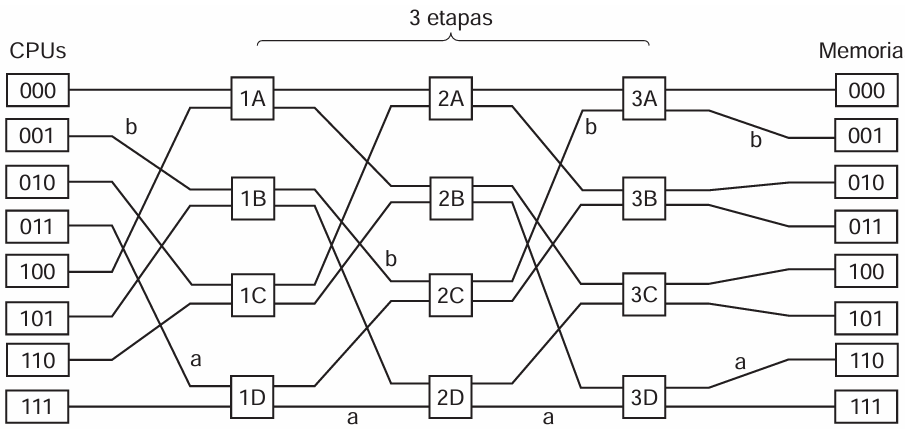 3 etapas
CPUs Memoria
000 1A 2A 3A 000
001 b b b 001
010 1B 2B 3B 010
011 011
100 b 100
101 1C 2C 3C 101
110 a a 110
111 1D 2D 3D 111
a a